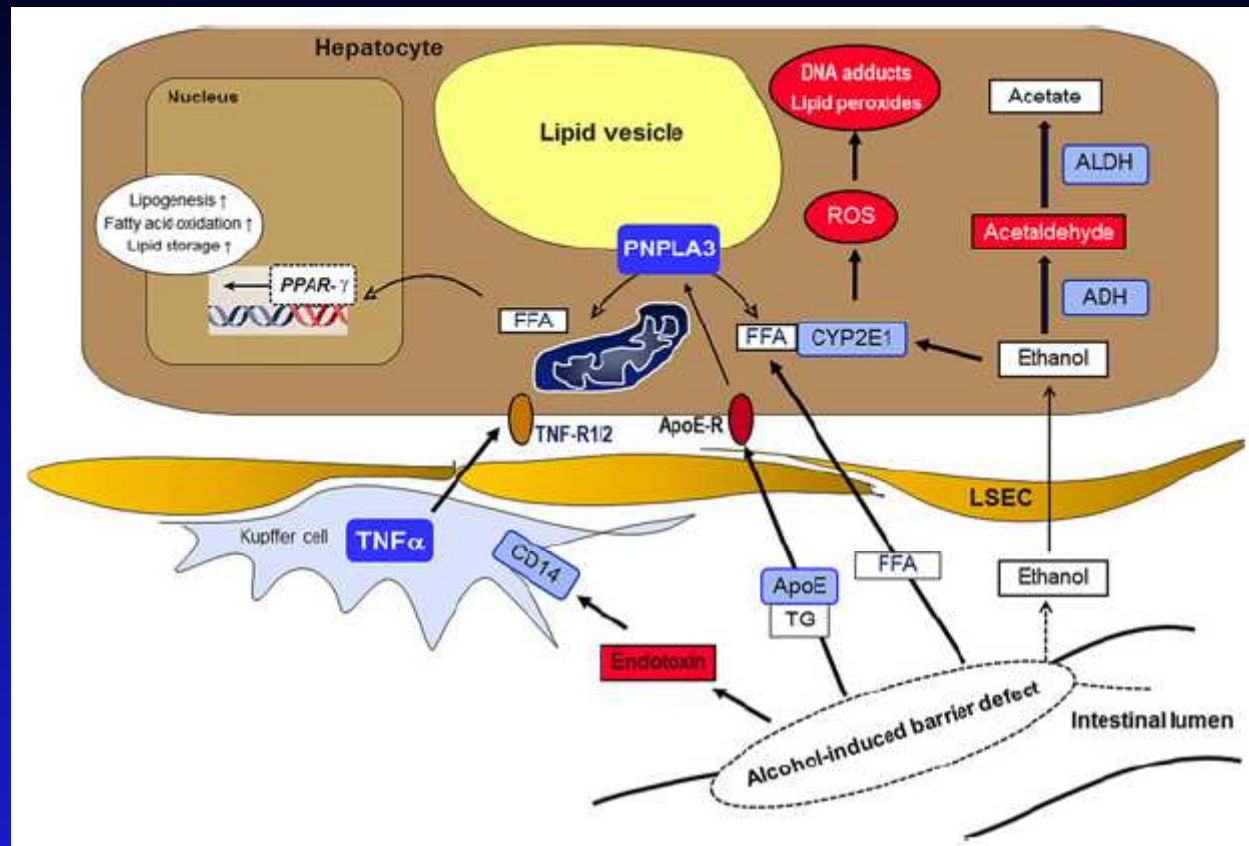 Hepatocyte
Nucleus
Lipid vesicle
DNA adducts
Lipid peroxides
Acetate
ALDH
Lipogenesis ↑
Fatty acid oxidation ↑
Lipid storage ↑
ROS
Acetaldehyde
PNPLA3
PPAR-γ
ADH
FFA
FFA
CYP2E1
Ethanol
TNF-R1/2
ApoE-R
LSEC
Kupffer cell
TNFα
CD14
ApoE
TG
FFA
Ethanol
Endotoxin
Alcohol-induced barrier defect
Intestinal lumen